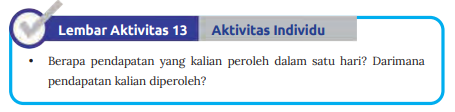 Lembar Aktivitas 13 Aktivitas Individu
• Berapa pendapatan yang kalian peroleh dalam satu hari? Darimana
pendapatan kalian diperoleh?